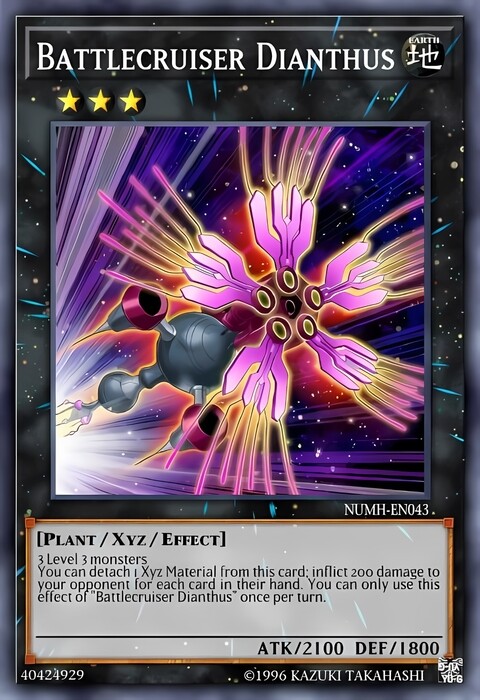 BATTLECRUISER DIANTHUS
EARTH
地
NUMH-EN043
[PLANT / XYZ / EFFECT]
3 Level 3 monsters
You can detach 1 Xyz Material from this card; inflict 200 damage to
your opponent for each card in their hand. You can only use this
effect of "Battlecruiser Dianthus" once per turn.
ATK/2100 DEF/1800
40424929
©1996 KAZUKI TAKAHASHI